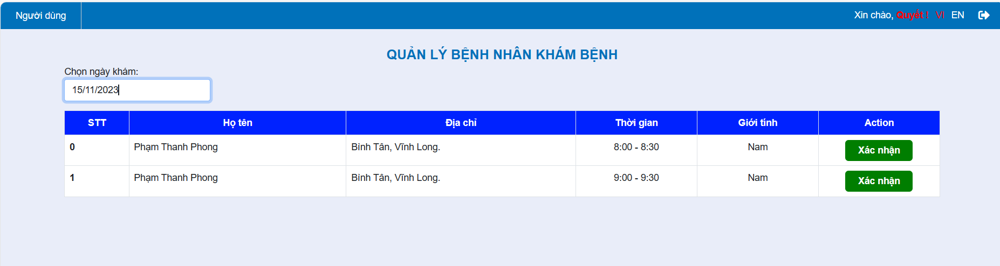 Người dùng
Xin chào, Quyết ! VI EN
QUẢN LÝ BỆNH NHÂN KHÁM BỆNH
Chọn ngày khám:
15/11/2023
STT Họ tên Địa chỉ Thời gian Giới tính Action
0 Phạm Thanh Phong Bình Tân, Vĩnh Long. 8:00 - 8:30 Nam Xác nhận
1 Phạm Thanh Phong Bình Tân, Vĩnh Long. 9:00 - 9:30 Nam Xác nhận